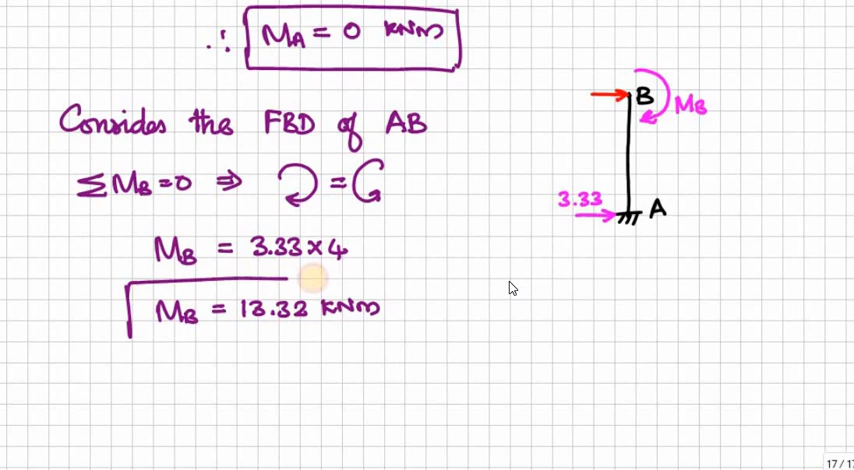 ∴ MA = 0 KNm
Consides the FBD of AB
ΣMB=0 ⇒ ↻ = ↺
MB = 3.33×4
MB = 13.32 KNm
B
MB
3.33
A
17 / 17